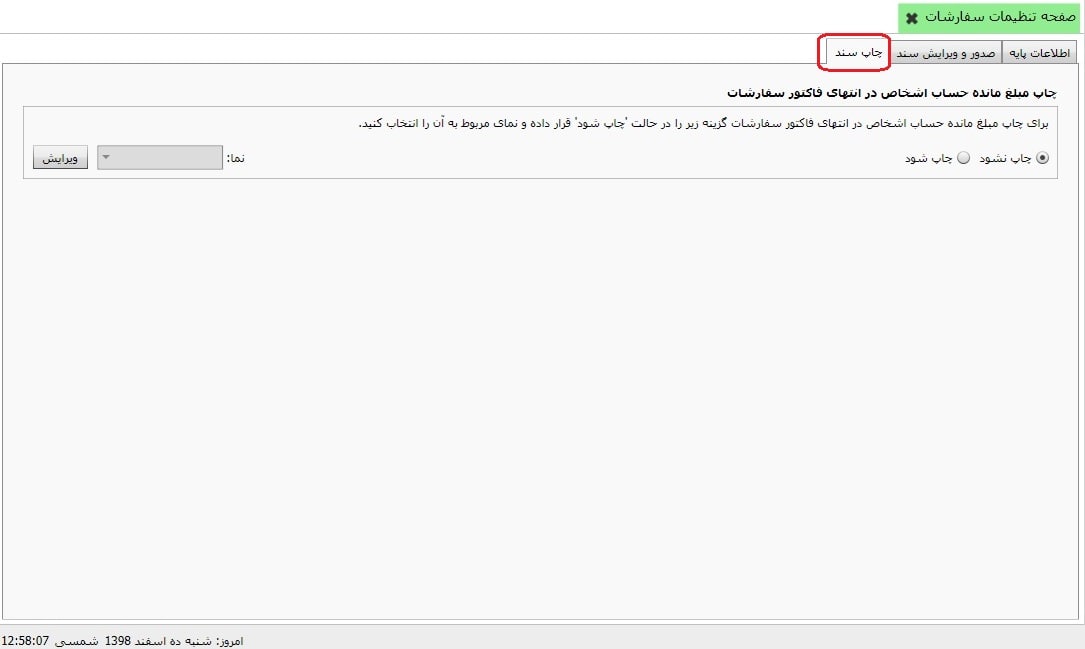 صفحه تنظیمات سفارشات
اطلاعات پایه صدور و ویرایش سند چاپ سند
چاپ مبلغ مانده حساب اشخاص در انتهای فاکتور سفارشات
برای چاپ مبلغ مانده حساب اشخاص در انتهای فاکتور سفارشات گزینه زیر را در حالت 'چاپ شود' قرار داده و نمای مربوط به آن را انتخاب کنید.
چاپ نشود چاپ شود نما: ویرایش
امروز: شنبه ده اسفند 1398 شمسی 12:58:07